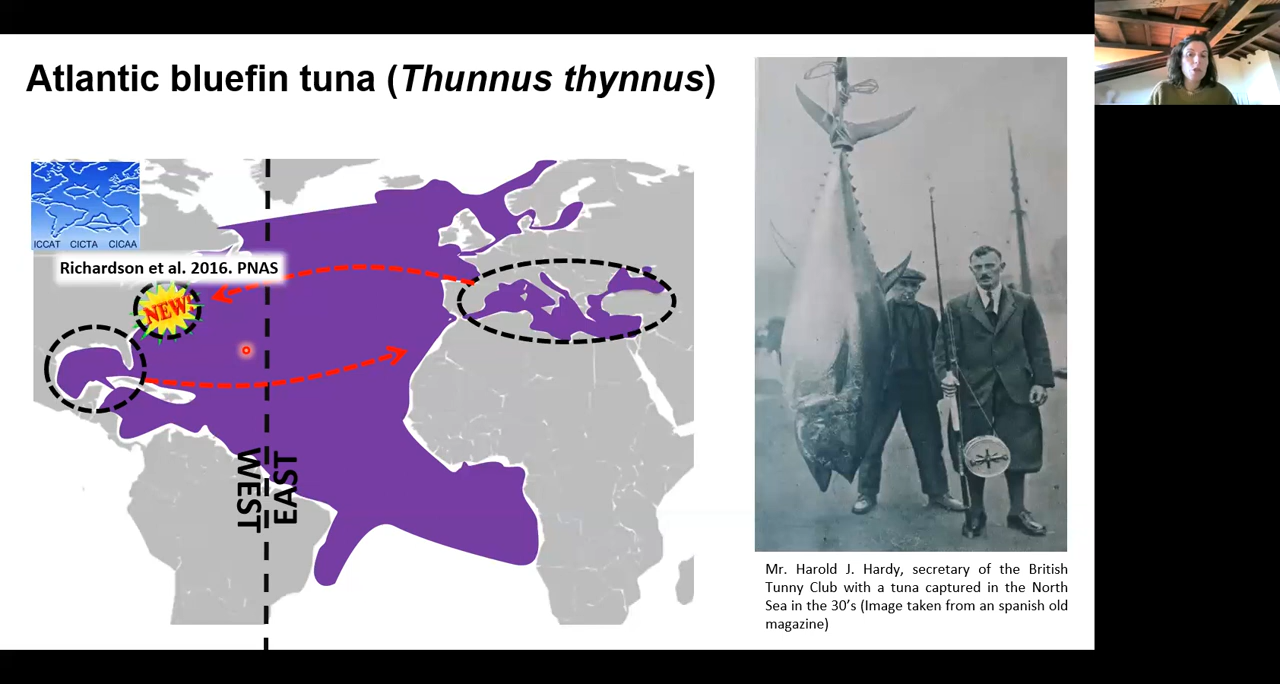 Atlantic bluefin tuna (Thunnus thynnus)
ICCAT CICTA CICAA
Richardson et al. 2016. PNAS
NEW!
WEST
EAST
Mr. Harold J. Hardy, secretary of the British
Tunny Club with a tuna captured in the North
Sea in the 30's (Image taken from an spanish old
magazine)